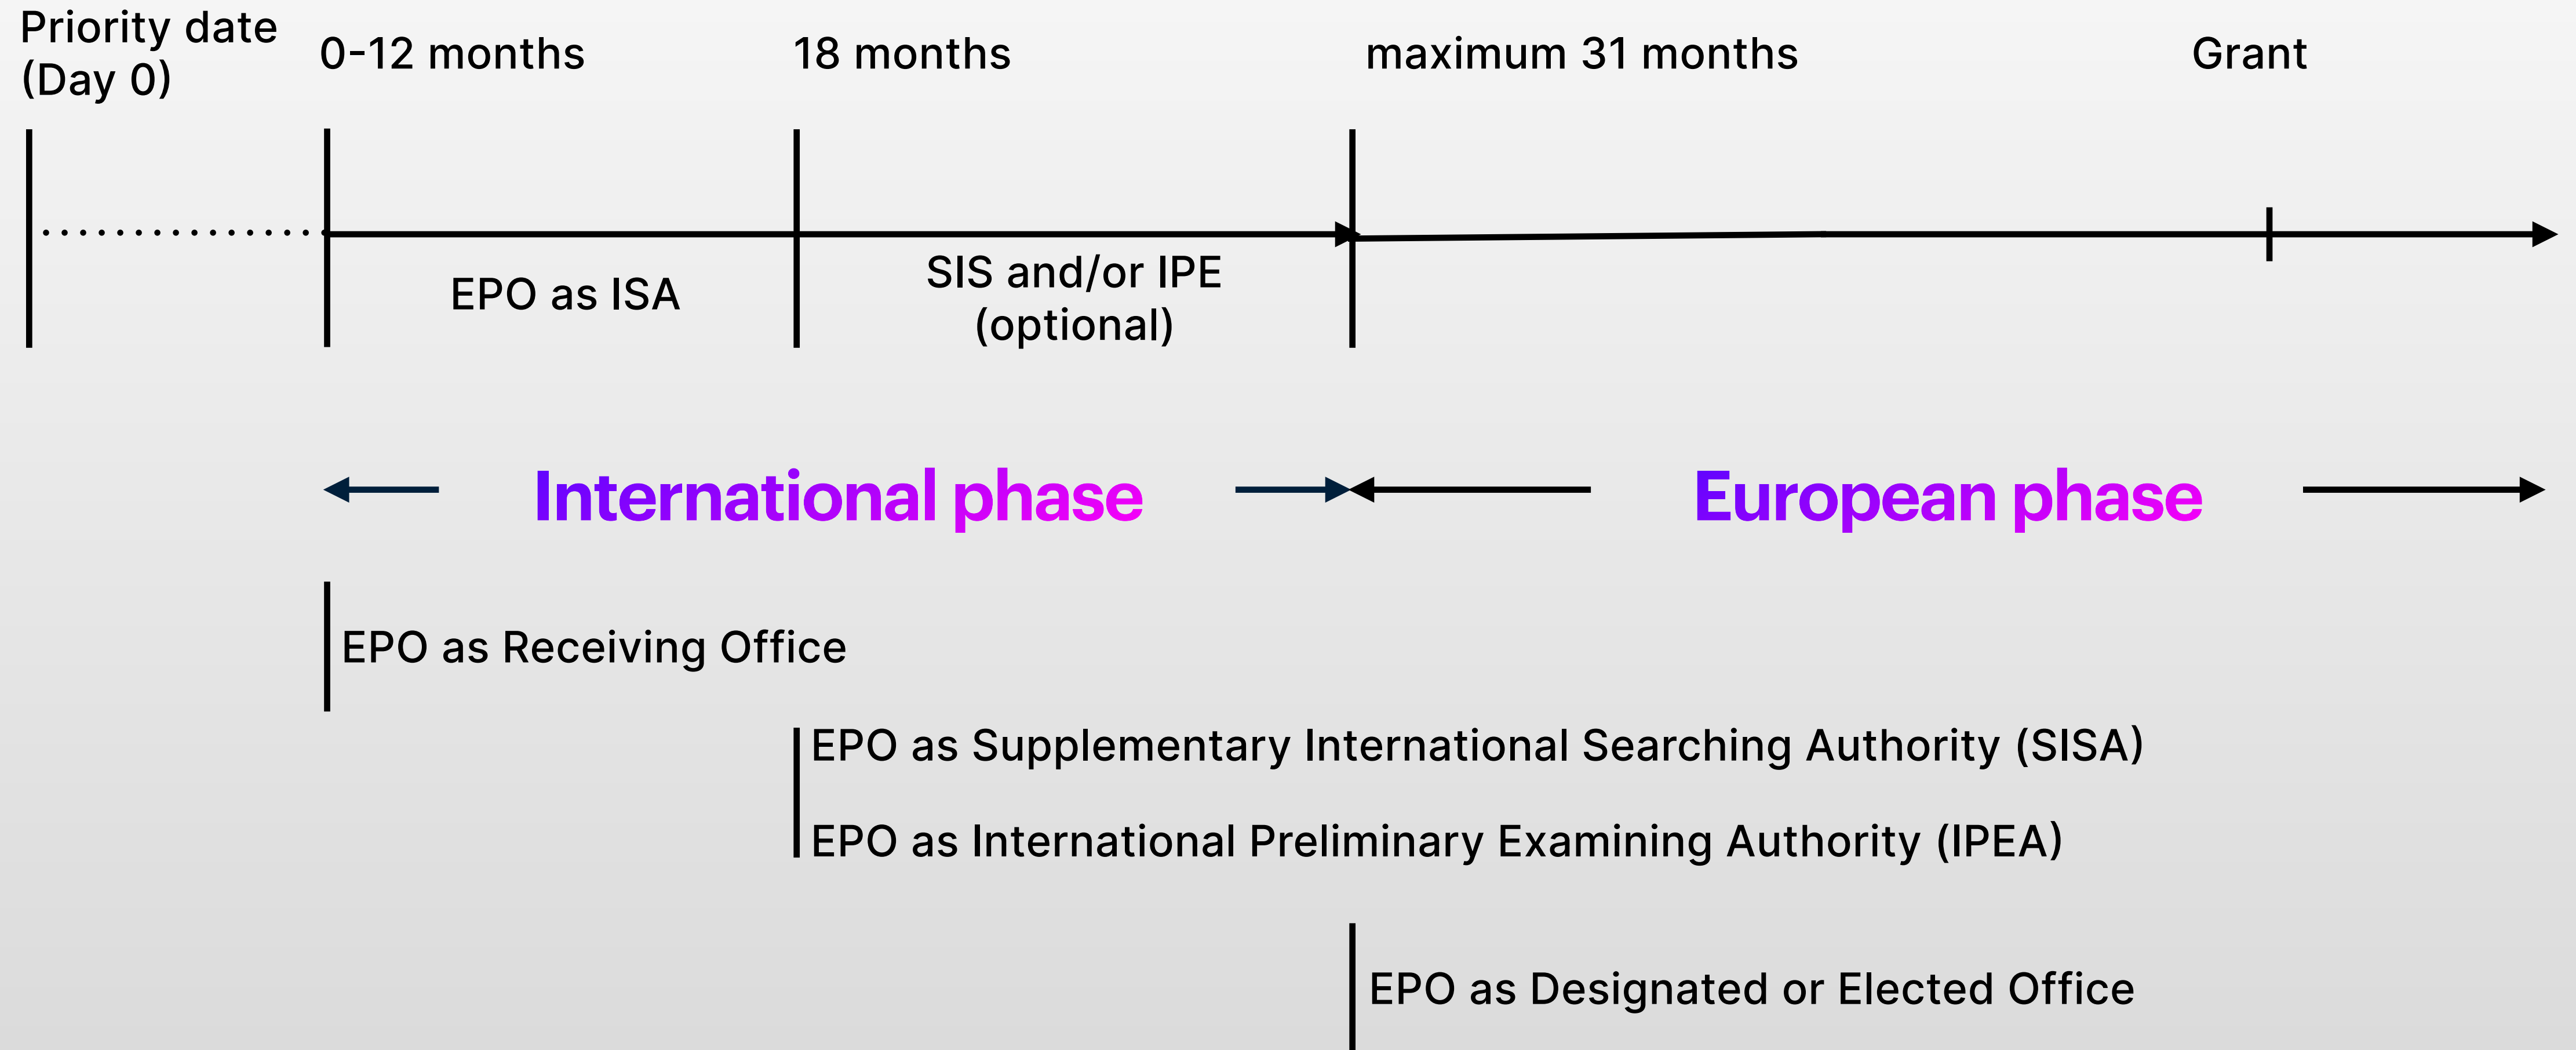 Priority date
(Day 0)
0-12 months
18 months
maximum 31 months
Grant
EPO as ISA
SIS and/or IPE
(optional)
International phase
European phase
EPO as Receiving Office
EPO as Supplementary International Searching Authority (SISA)
EPO as International Preliminary Examining Authority (IPEA)
EPO as Designated or Elected Office